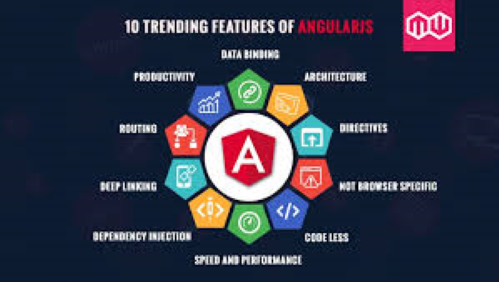 10 TRENDING FEATURES OF ANGULARJS
DATA BINDING
PRODUCTIVITY
ARCHITECTURE
ROUTING
DIRECTIVES
DEEP LINKING
NOT BROWSER SPECIFIC
DEPENDENCY INJECTION
CODE LESS
SPEED AND PERFORMANCE
A